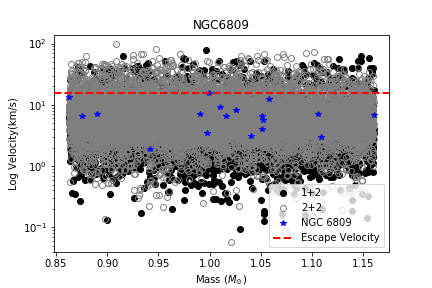 NGC6809
10²
10¹
10⁰
10⁻¹
Log Velocity(km/s)
0.85 0.90 0.95 1.00 1.05 1.10 1.15
Mass (M⊙)
1+2
2+2
NGC 6809
Escape Velocity